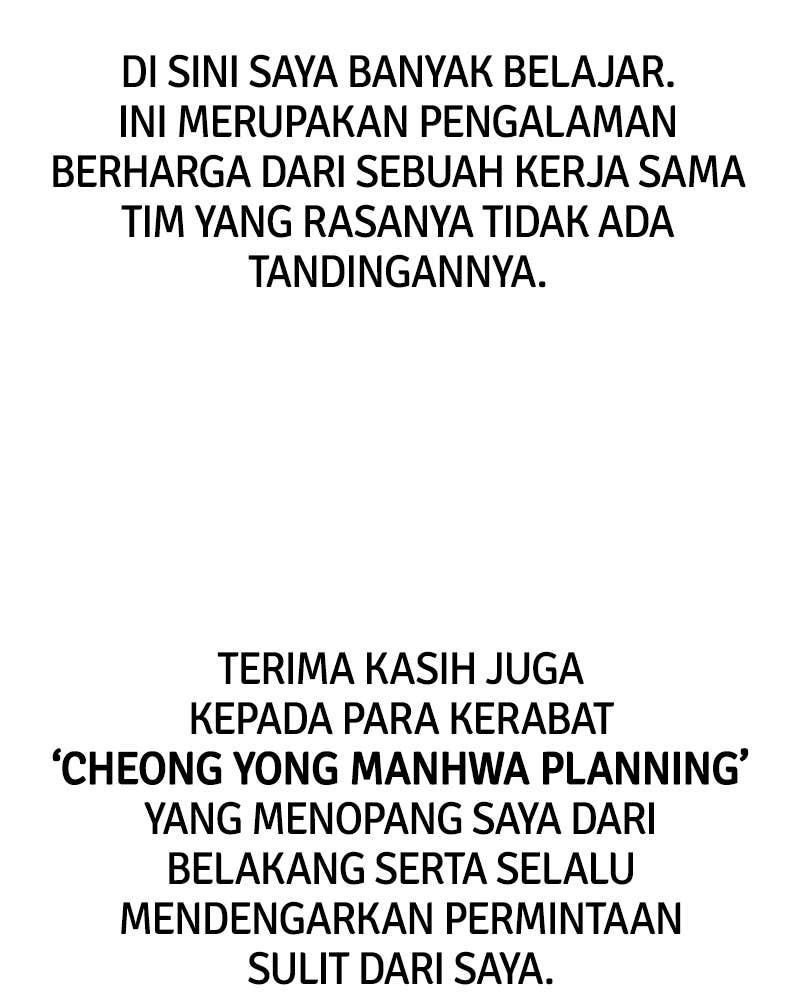 DI SINI SAYA BANYAK BELAJAR.
INI MERUPAKAN PENGALAMAN
BERHARGA DARI SEBUAH KERJA SAMA
TIM YANG RASANYA TIDAK ADA
TANDINGANNYA.
TERIMA KASIH JUGA
KEPADA PARA KERABAT
‘CHEONG YONG MANHWA PLANNING’
YANG MENOPANG SAYA DARI
BELAKANG SERTA SELALU
MENDENGARKAN PERMINTAAN
SULIT DARI SAYA.